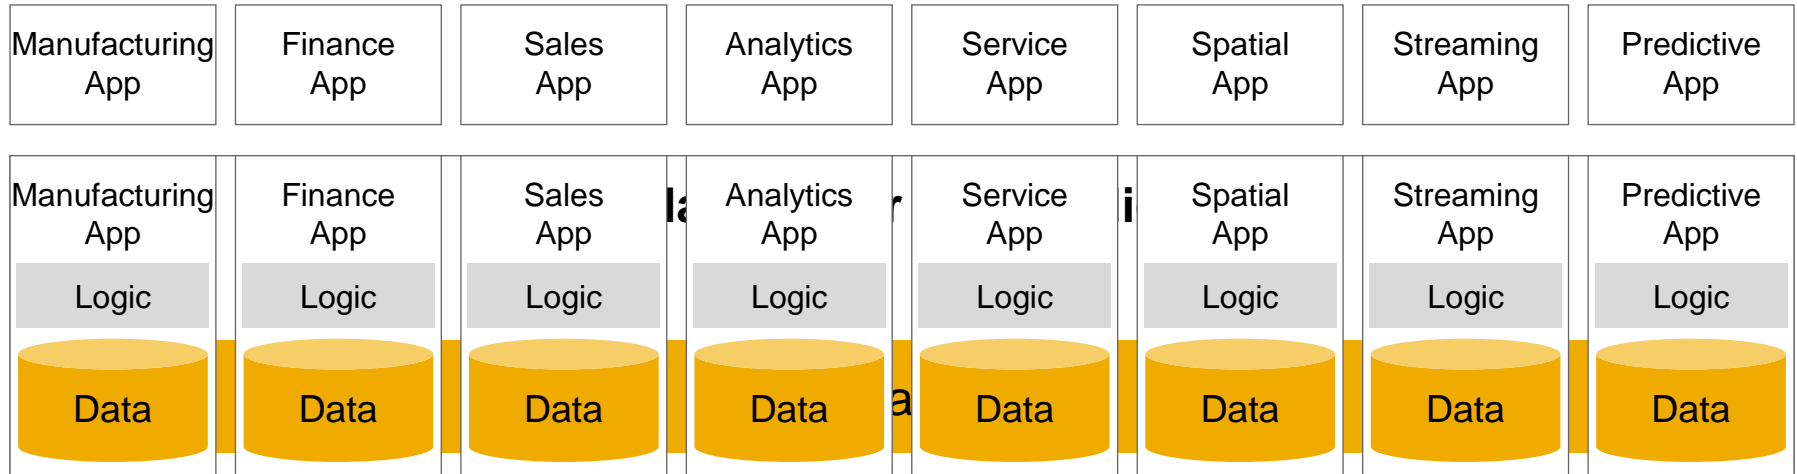 Manufacturing Finance Sales Analytics Service Spatial Streaming Predictive
App App App App App App App App
Manufacturing Finance Sales Analytics Service Spatial Streaming Predictive
App App App App App App App App
Logic Logic Logic Logic Logic Logic Logic Logic
Data Data Data Data Data Data Data Data